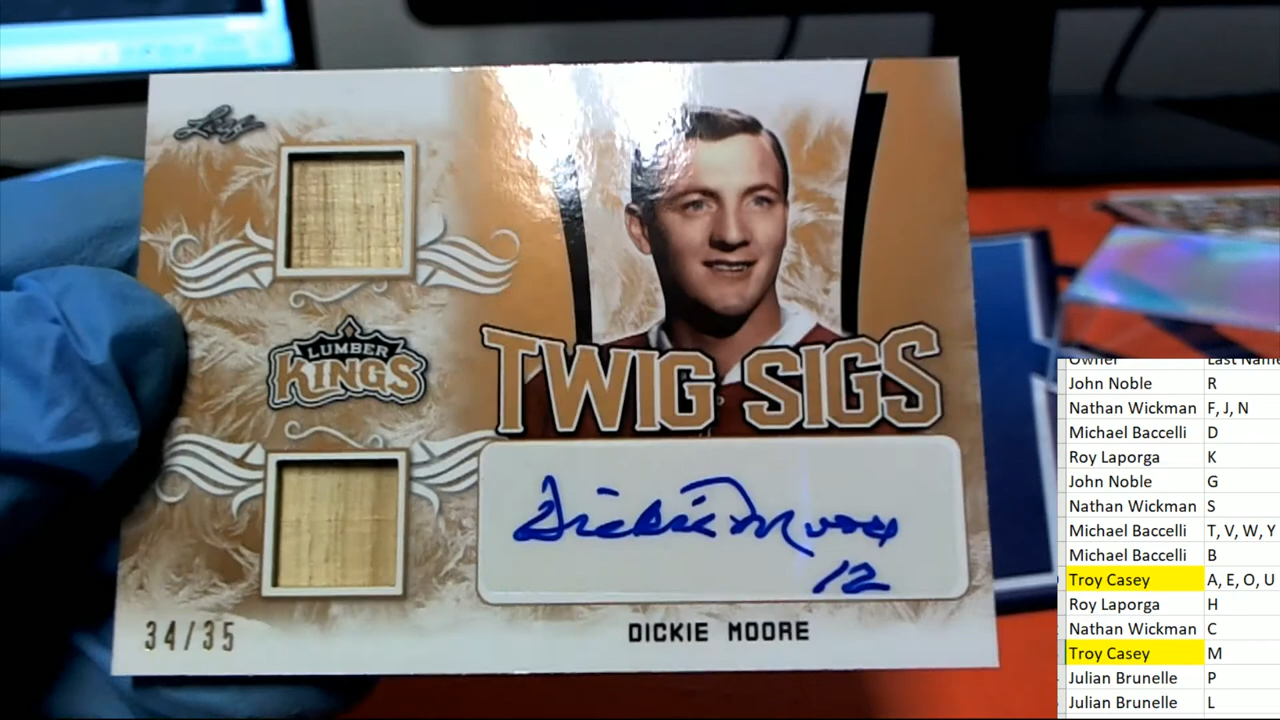 Leaf
LUMBER
KINGS
TWIG SIGS
Dickie Moore
12
34/35
DICKIE MOORE
Owner
John Noble R
Nathan Wickman F, J, N
Michael Baccelli D
Roy Laporga K
John Noble G
Nathan Wickman S
Michael Baccelli T, V, W, Y
Michael Baccelli B
Troy Casey A, E, O, U
Roy Laporga H
Nathan Wickman C
Troy Casey M
Julian Brunelle P
Julian Brunelle L